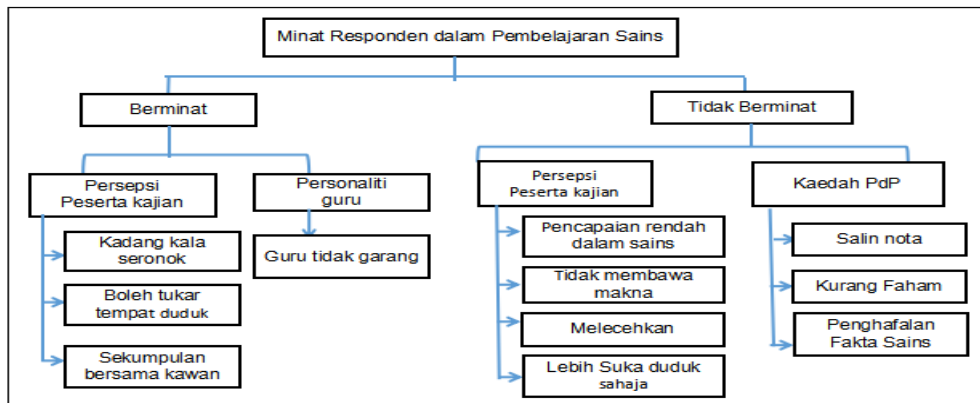 Minat Responden dalam Pembelajaran Sains
Berminat
Tidak Berminat
Persepsi
Peserta kajian
Personaliti
guru
Persepsi
Peserta kajian
Kaedah PdP
Kadang kala
seronok
Boleh tukar
tempat duduk
Sekumpulan
bersama kawan
Guru tidak garang
Pencapaian rendah
dalam sains
Tidak membawa
makna
Melecehkan
Lebih Suka duduk
sahaja
Salin nota
Kurang Faham
Penghafalan
Fakta Sains